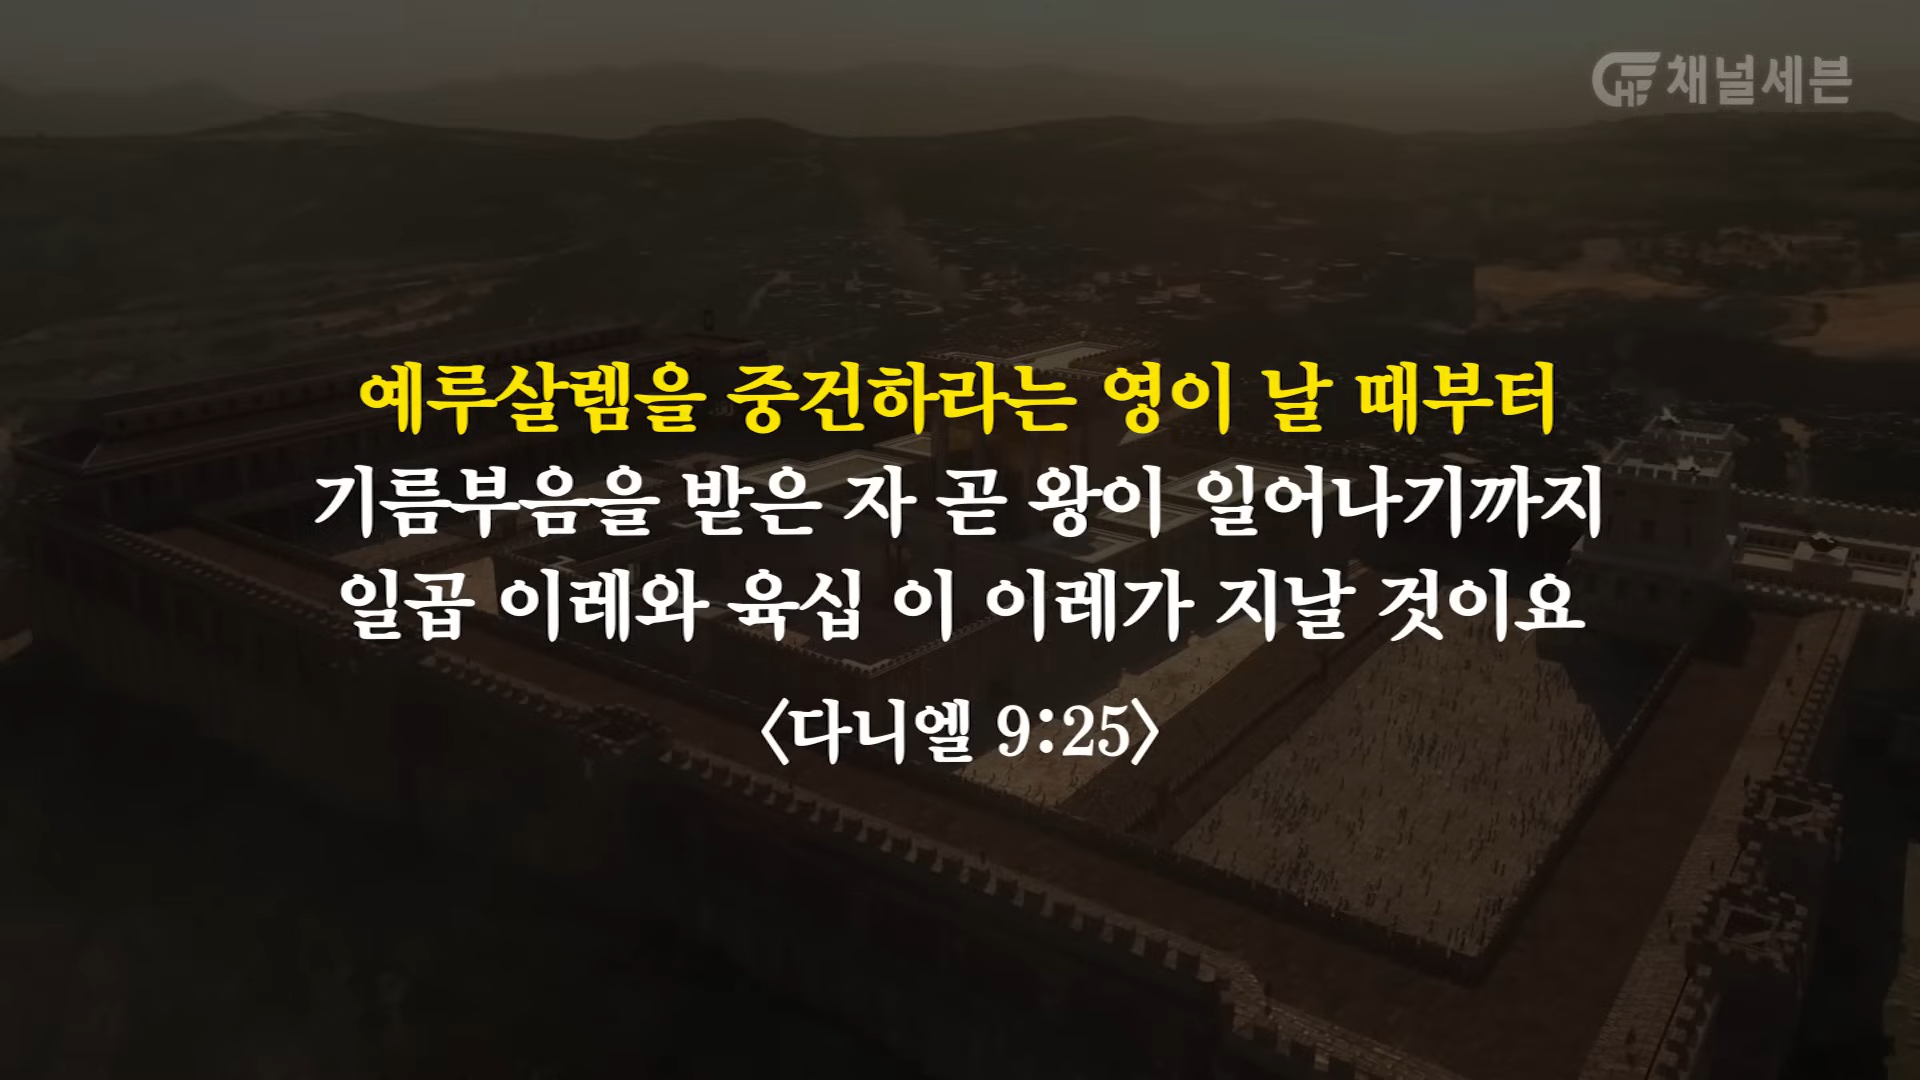 채널세븐
예루살렘을 중건하라는 영이 날 때부터
기름부음을 받은 자 곧 왕이 일어나기까지
일곱 이레와 육십 이 이레가 지날 것이요
<다니엘 9:25>